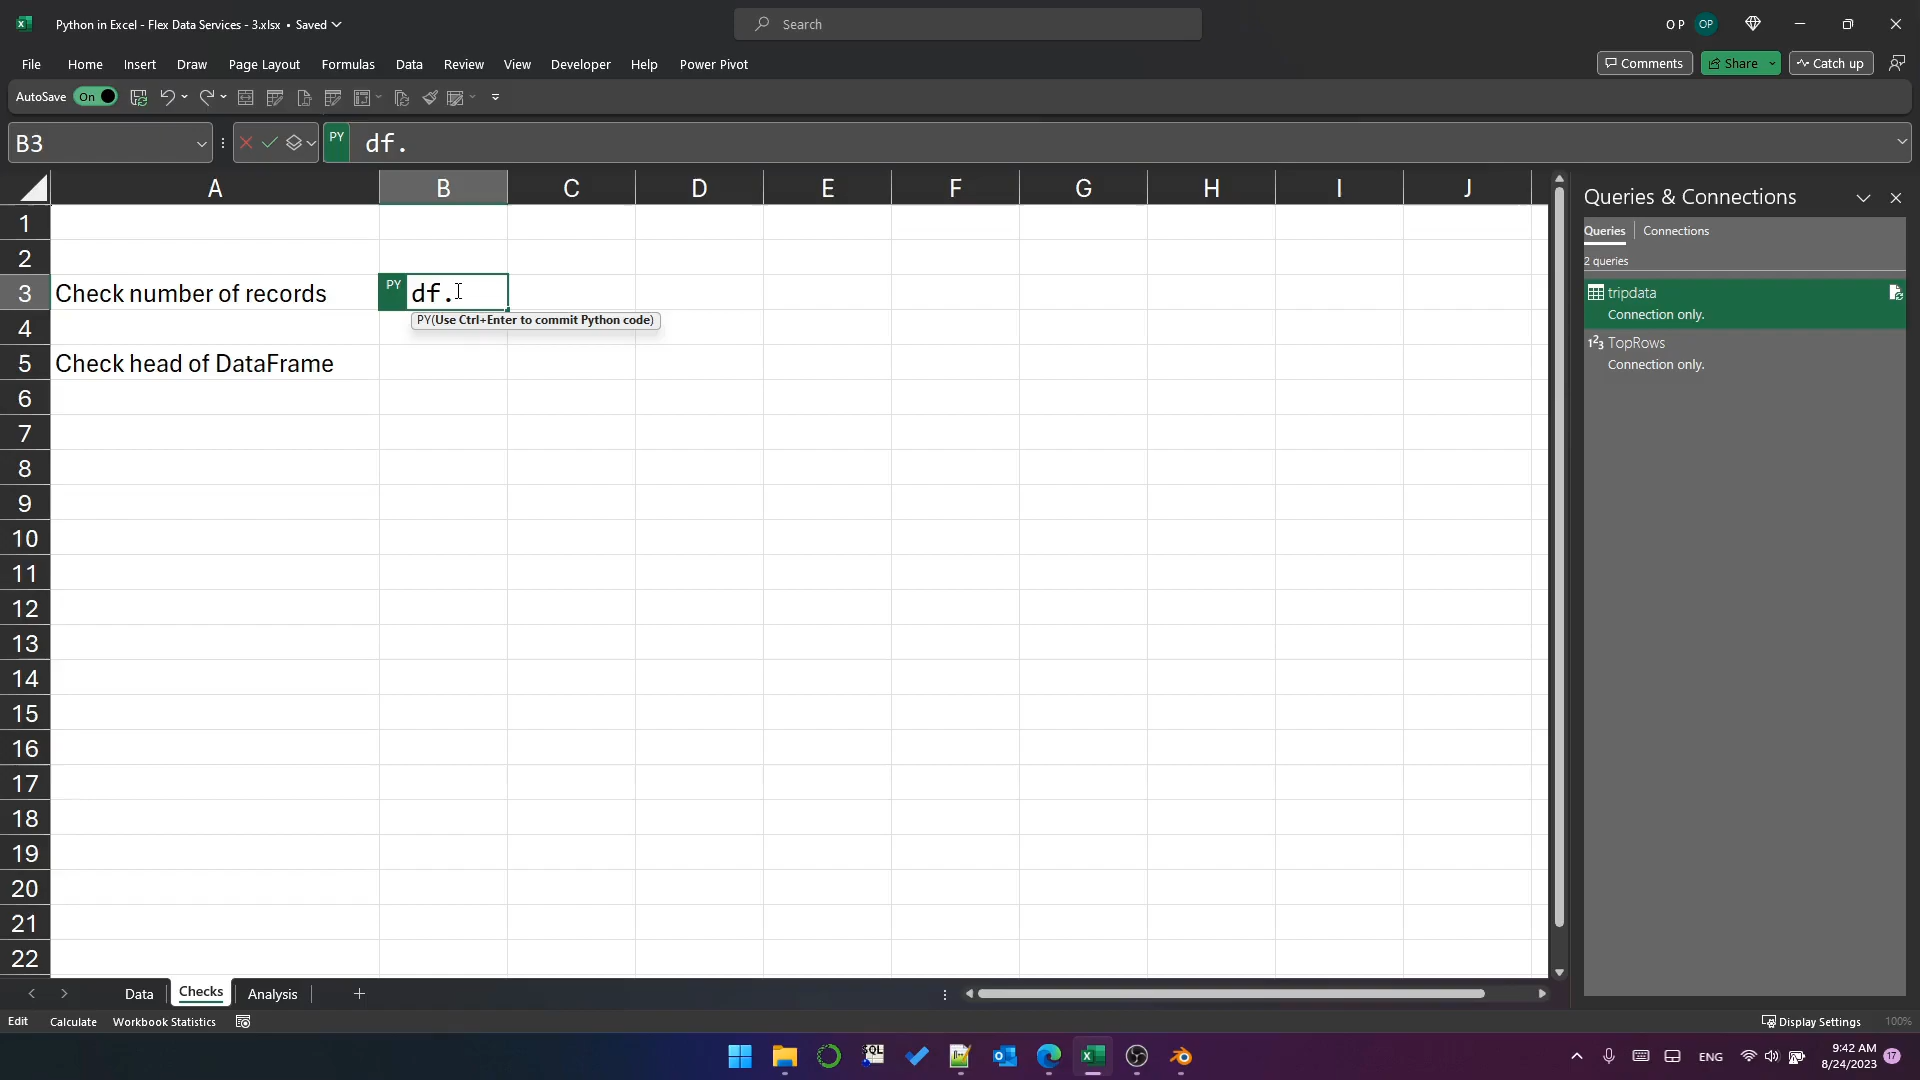 Python in Excel - Flex Data Services - 3.xlsx • Saved
Search
O P OP
File Home Insert Draw Page Layout Formulas Data Review View Developer Help Power Pivot
Comments Share Catch up
AutoSave On
B3
PY df.
A B C D E F G H I J
1
2
3 Check number of records PY df.
PY(Use Ctrl+Enter to commit Python code)
4
5 Check head of DataFrame
6
7
8
9
10
11
12
13
14
15
16
17
18
19
20
21
22
Queries & Connections
Queries Connections
2 queries
tripdata
Connection only.
123 TopRows
Connection only.
Data Checks Analysis
Edit Calculate Workbook Statistics
Display Settings 100%
SQL
ENG
9:42 AM
8/24/2023
17